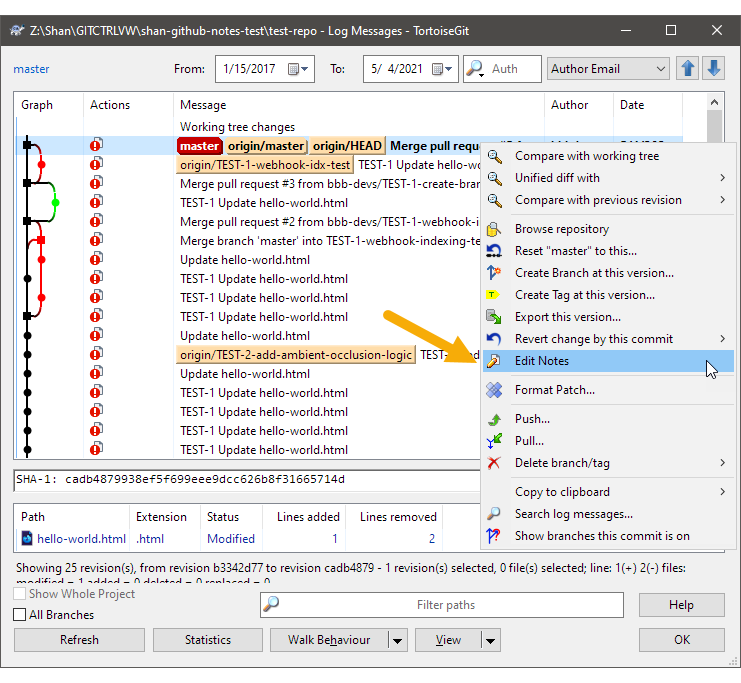 Z:\Shan\GITCTRLVW\shan-github-notes-test\test-repo - Log Messages - TortoiseGit
master From: 1/15/2017 To: 5/ 4/2021 Auth Author Email
Graph Actions Message Author Date
Working tree changes
master origin/master origin/HEAD Merge pull requ
origin/TEST-1-webhook-idx-test TEST-1 Update hello-wo
Merge pull request #3 from bbb-devs/TEST-1-create-bran
TEST-1 Update hello-world.html
Merge pull request #2 from bbb-devs/TEST-1-webhook-i
Merge branch 'master' into TEST-1-webhook-indexing-te
Update hello-world.html
TEST-1 Update hello-world.html
TEST-1 Update hello-world.html
TEST-1 Update hello-world.html
Update hello-world.html
origin/TEST-2-add-ambient-occlusion-logic TEST-
Update hello-world.html
TEST-1 Update hello-world.html
TEST-1 Update hello-world.html
TEST-1 Update hello-world.html
TEST-1 Update hello-world.html
Compare with working tree
Unified diff with
Compare with previous revision
Browse repository
Reset "master" to this...
Create Branch at this version...
Create Tag at this version...
Export this version...
Revert change by this commit
Edit Notes
Format Patch...
Push...
Pull...
Delete branch/tag
Copy to clipboard
Search log messages...
Show branches this commit is on
SHA-1: cadb4879938ef5f699eee9dcc626b8f31665714d
Path Extension Status Lines added Lines removed
hello-world.html .html Modified 1 2
Showing 25 revision(s), from revision b3342d77 to revision cadb4879 - 1 revision(s) selected, 0 file(s) selected; line: 1(+) 2(-) files:
modified = 1 added = 0 deleted = 0 replaced = 0
Show Whole Project
All Branches
Filter paths
Help
Refresh Statistics Walk Behaviour View OK